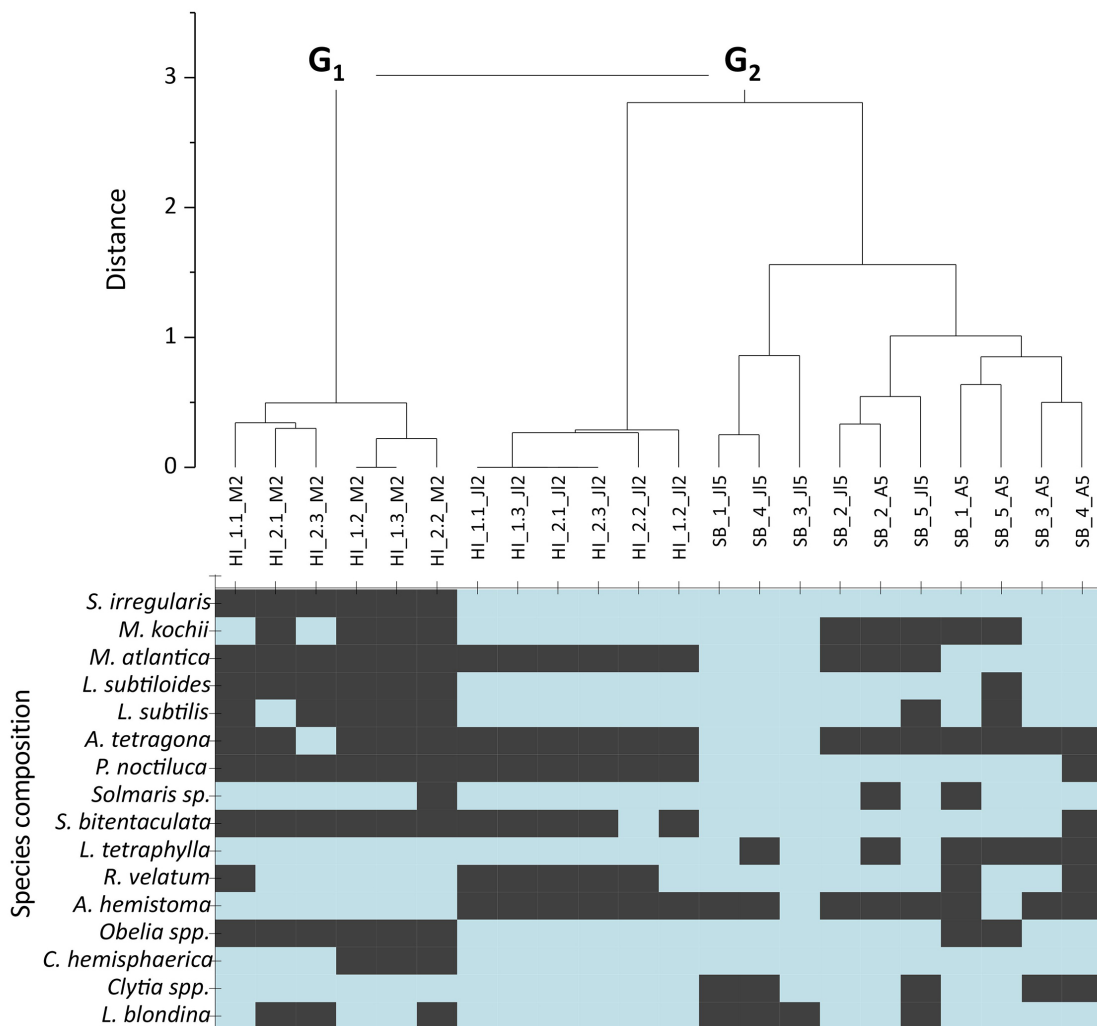 G1
G2
3
2
1
0
Distance
HI_1.1_M2
HI_2.1_M2
HI_2.3_M2
HI_1.2_M2
HI_1.3_M2
HI_2.2_M2
HI_1.1_Jl2
HI_1.3_Jl2
HI_2.1_Jl2
HI_2.3_Jl2
HI_2.2_Jl2
HI_1.2_Jl2
SB_1_Jl5
SB_4_Jl5
SB_3_Jl5
SB_2_Jl5
SB_2_A5
SB_5_Jl5
SB_1_A5
SB_5_A5
SB_3_A5
SB_4_A5
Species composition
S. irregularis
M. kochii
M. atlantica
L. subtiloides
L. subtilis
A. tetragona
P. noctiluca
Solmaris sp.
S. bitentaculata
L. tetraphylla
R. velatum
A. hemistoma
Obelia spp.
C. hemisphaerica
Clytia spp.
L. blondina